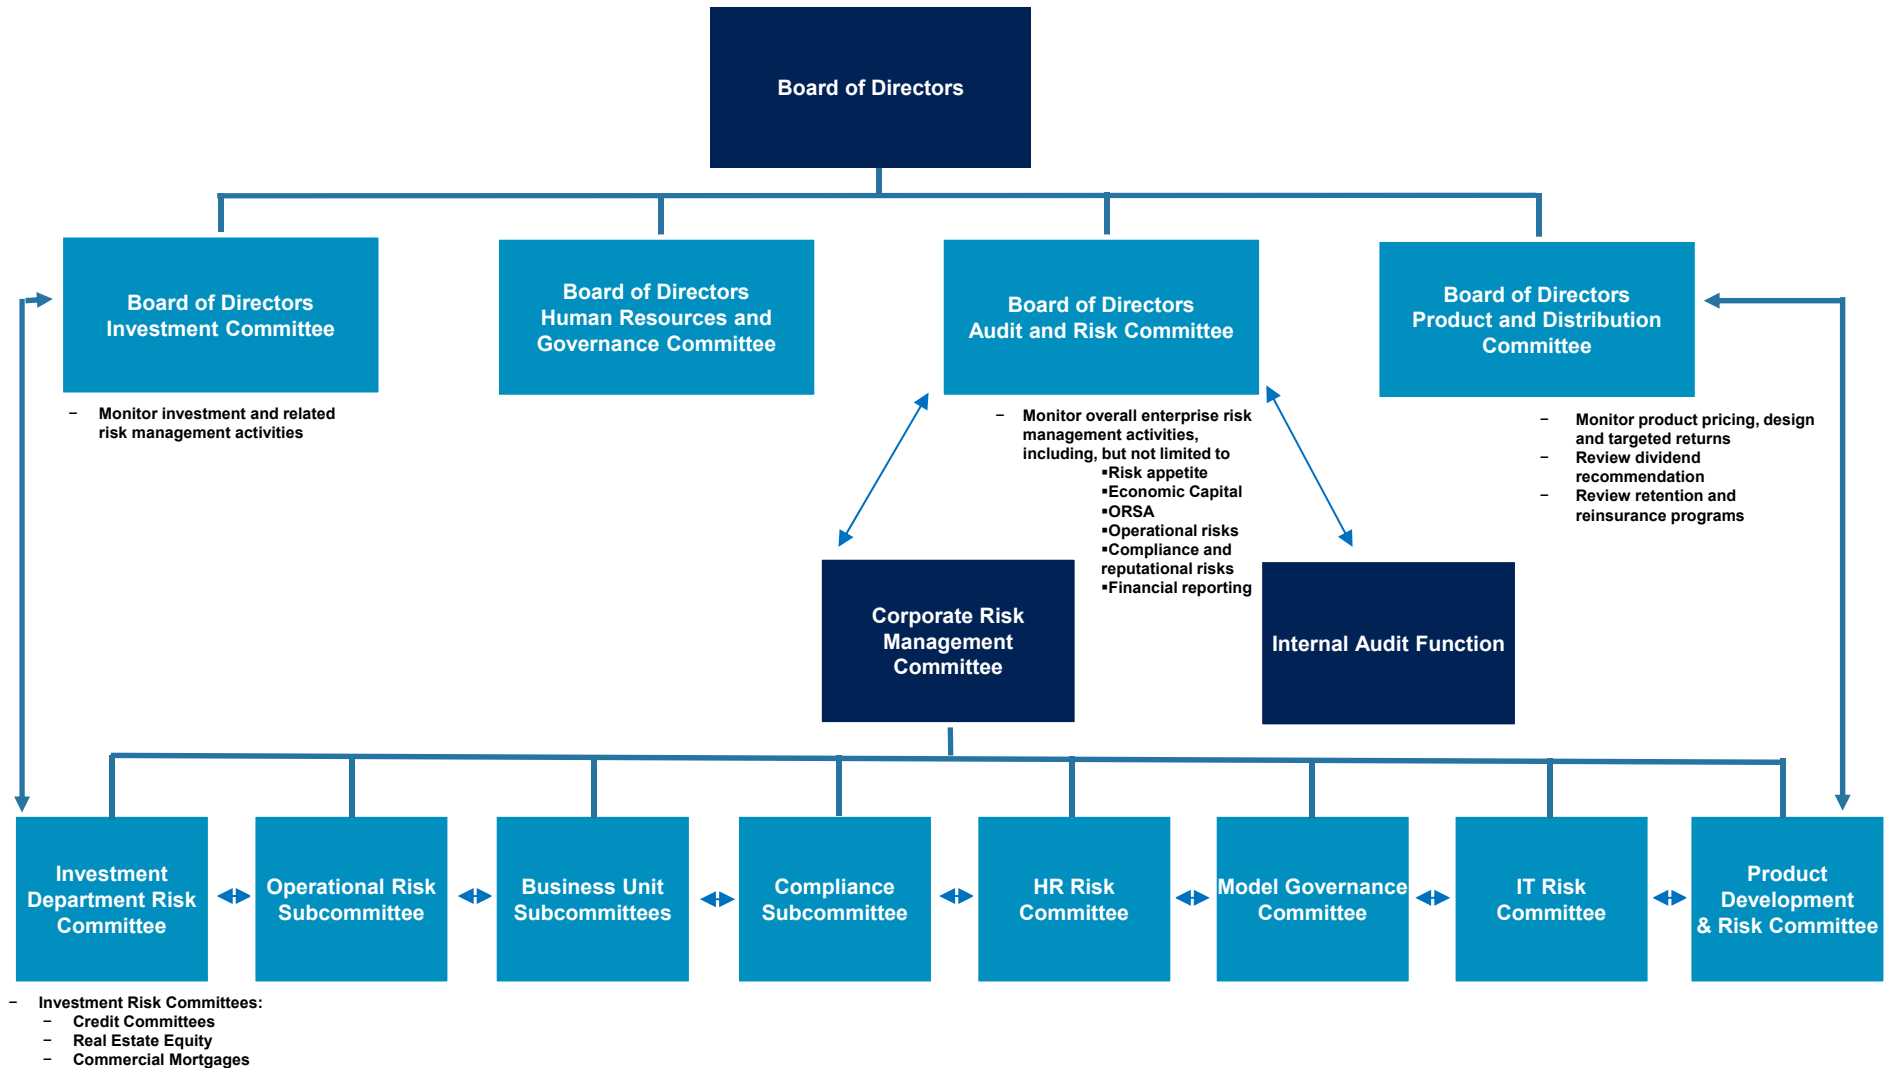 Board of Directors
Board of Directors
Investment Committee
Board of Directors
Human Resources and
Governance Committee
Board of Directors
Audit and Risk Committee
Board of Directors
Product and Distribution
Committee
– Monitor investment and related
risk management activities
– Monitor overall enterprise risk
management activities,
including, but not limited to
▪Risk appetite
▪Economic Capital
▪ORSA
▪Operational risks
▪Compliance and
reputational risks
▪Financial reporting
– Monitor product pricing, design
and targeted returns
– Review dividend
recommendation
– Review retention and
reinsurance programs
Corporate Risk
Management
Committee
Internal Audit Function
Investment
Department Risk
Committee
Operational Risk
Subcommittee
Business Unit
Subcommittees
Compliance
Subcommittee
HR Risk
Committee
Model Governance
Committee
IT Risk
Committee
Product
Development
& Risk Committee
– Investment Risk Committees:
– Credit Committees
– Real Estate Equity
– Commercial Mortgages